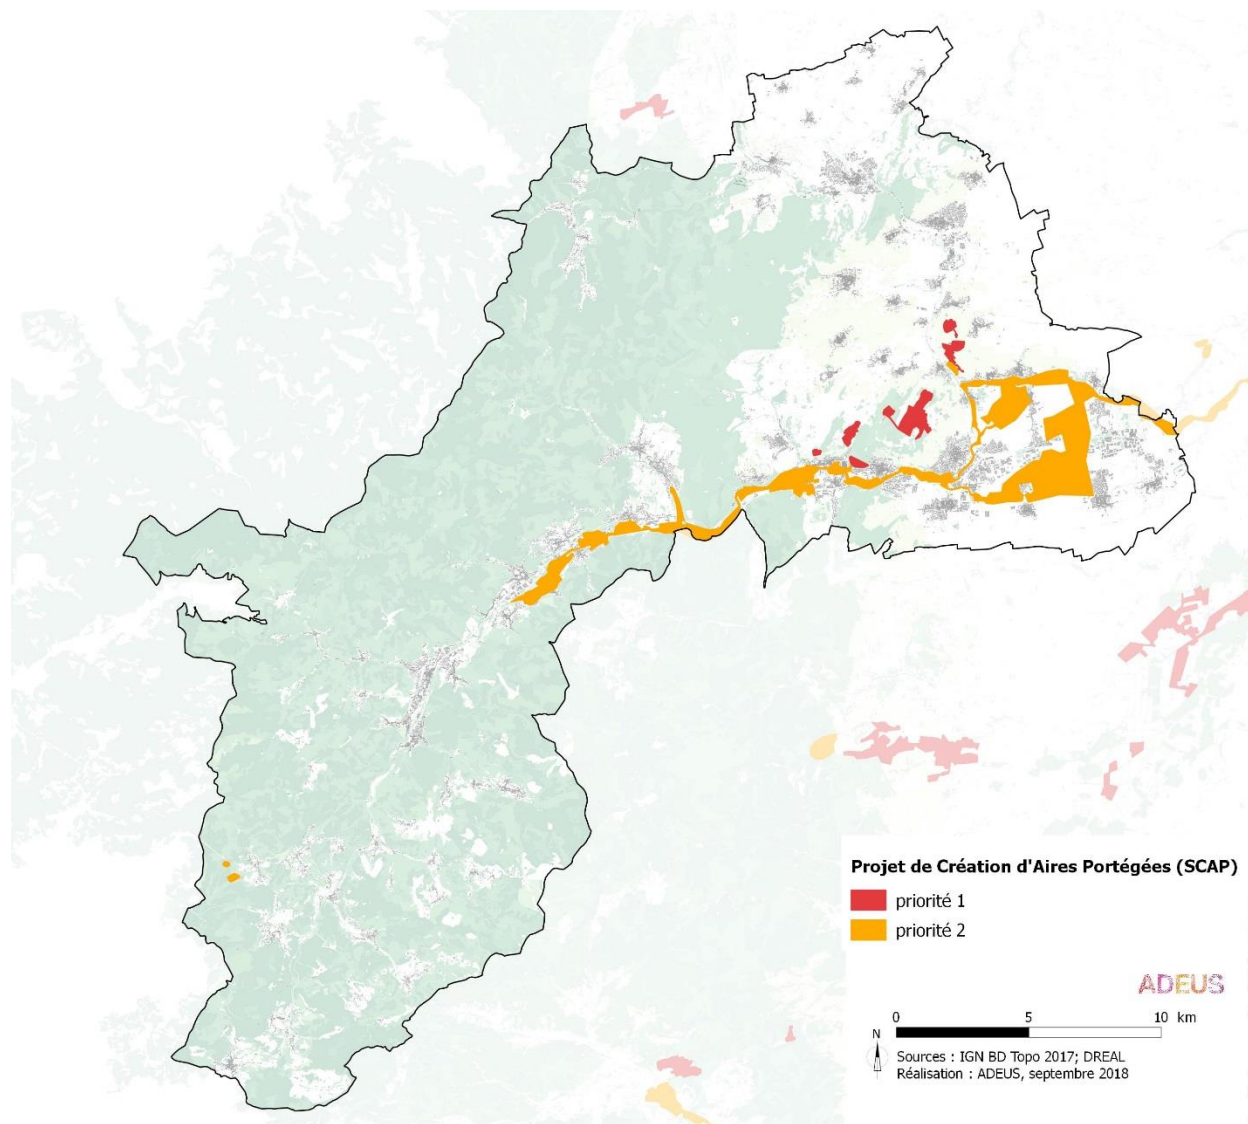 Projet de Création d'Aires Portégées (SCAP)
priorité 1
priorité 2
ADEUS
0 5 10 km
N
Sources : IGN BD Topo 2017; DREAL
Réalisation : ADEUS, septembre 2018